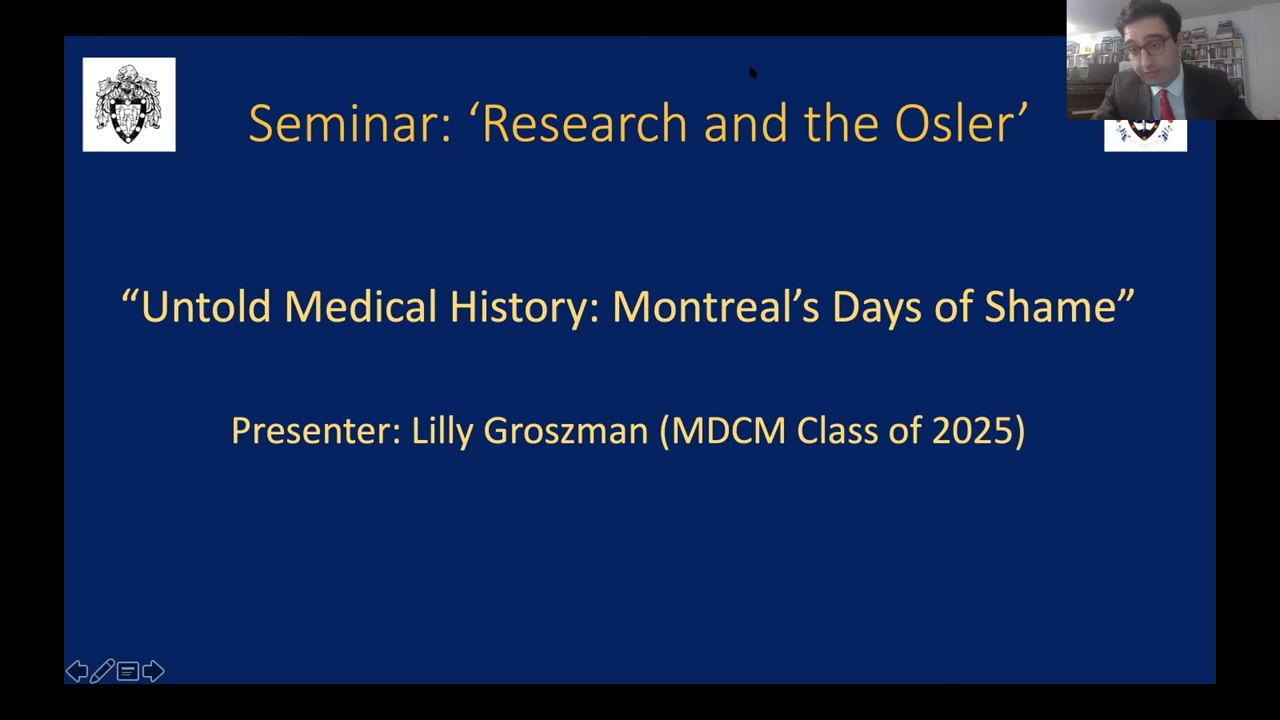 Seminar: ‘Research and the Osler’
“Untold Medical History: Montreal’s Days of Shame”
Presenter: Lilly Groszman (MDCM Class of 2025)